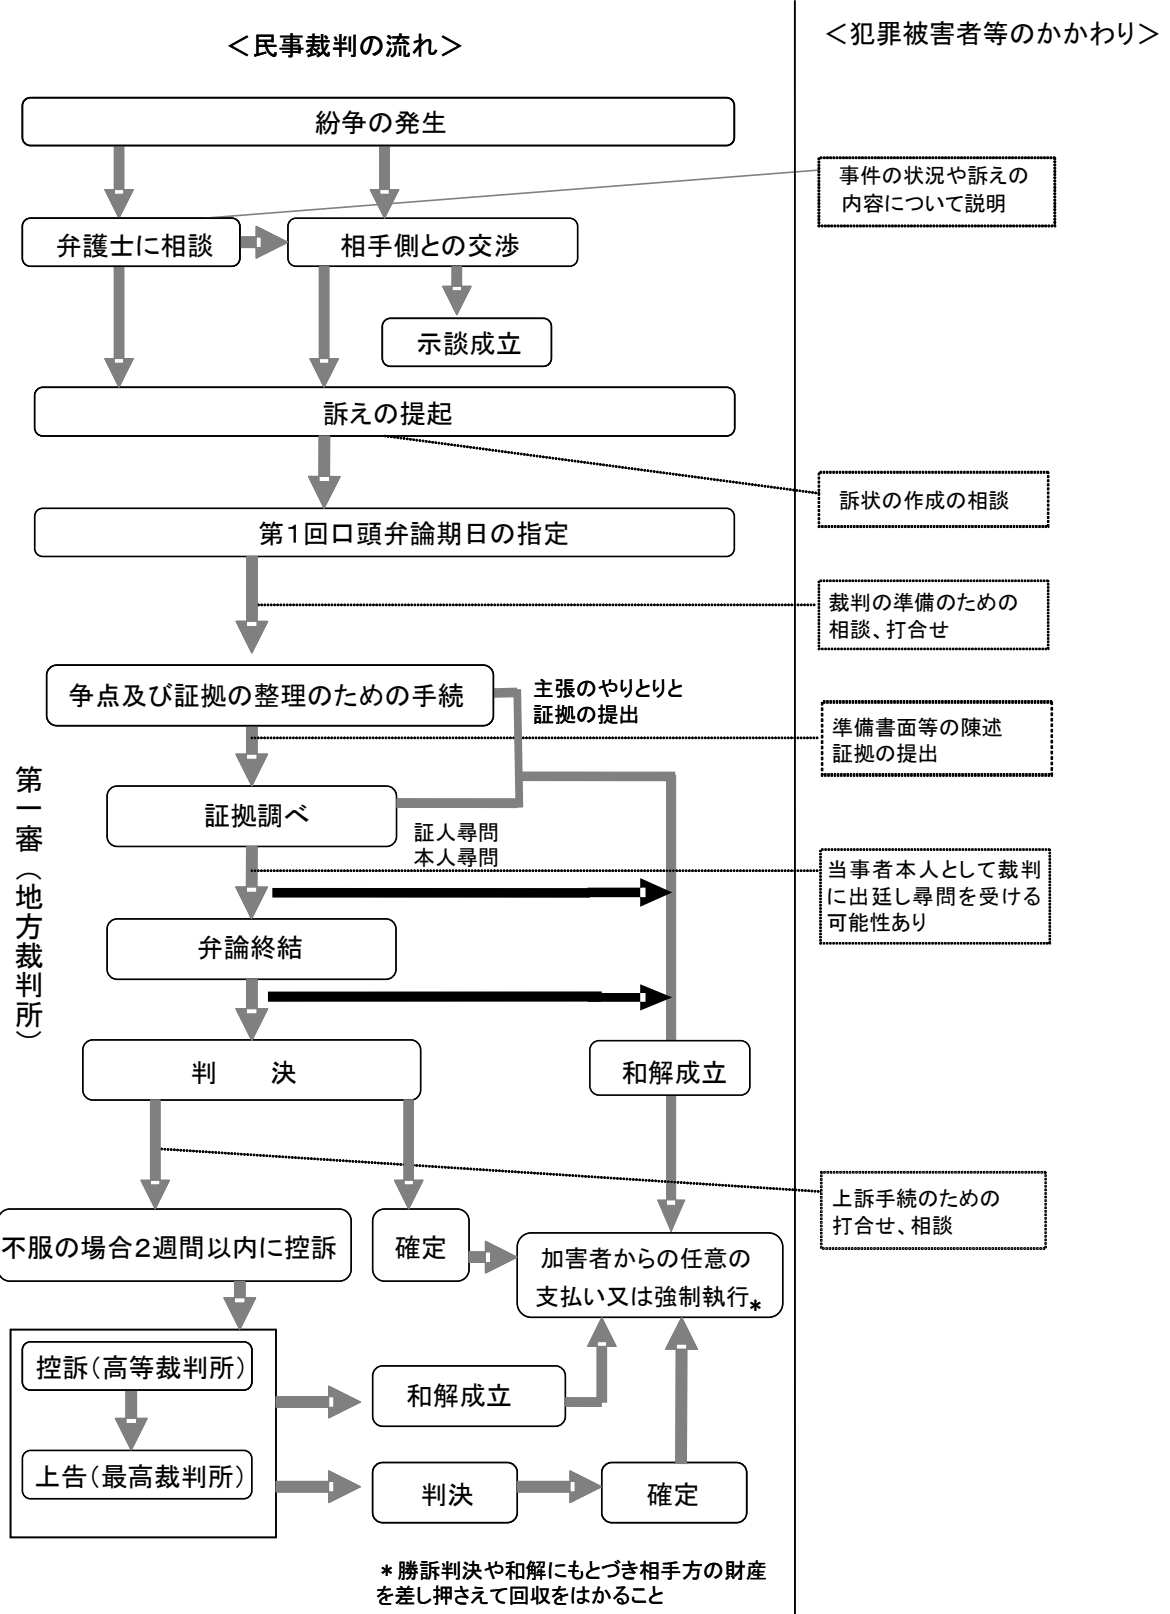 ＜民事裁判の流れ＞
＜犯罪被害者等のかかわり＞
紛争の発生
事件の状況や訴えの
内容について説明
弁護士に相談
相手側との交渉
示談成立
訴えの提起
訴状の作成の相談
第１回口頭弁論期日の指定
裁判の準備のための
相談、打合せ
争点及び証拠の整理のための手続
主張のやりとりと
証拠の提出
準備書面等の陳述
証拠の提出
第一審（地方裁判所）
証拠調べ
証人尋問
本人尋問
当事者本人として裁判
に出廷し尋問を受ける
可能性あり
弁論終結
判　決
和解成立
上訴手続のための
打合せ、相談
不服の場合２週間以内に控訴
確定
加害者からの任意の
支払い又は強制執行*
控訴（高等裁判所）
和解成立
上告（最高裁判所）
判決
確定
＊勝訴判決や和解にもとづき相手方の財産
を差し押さえて回収をはかること